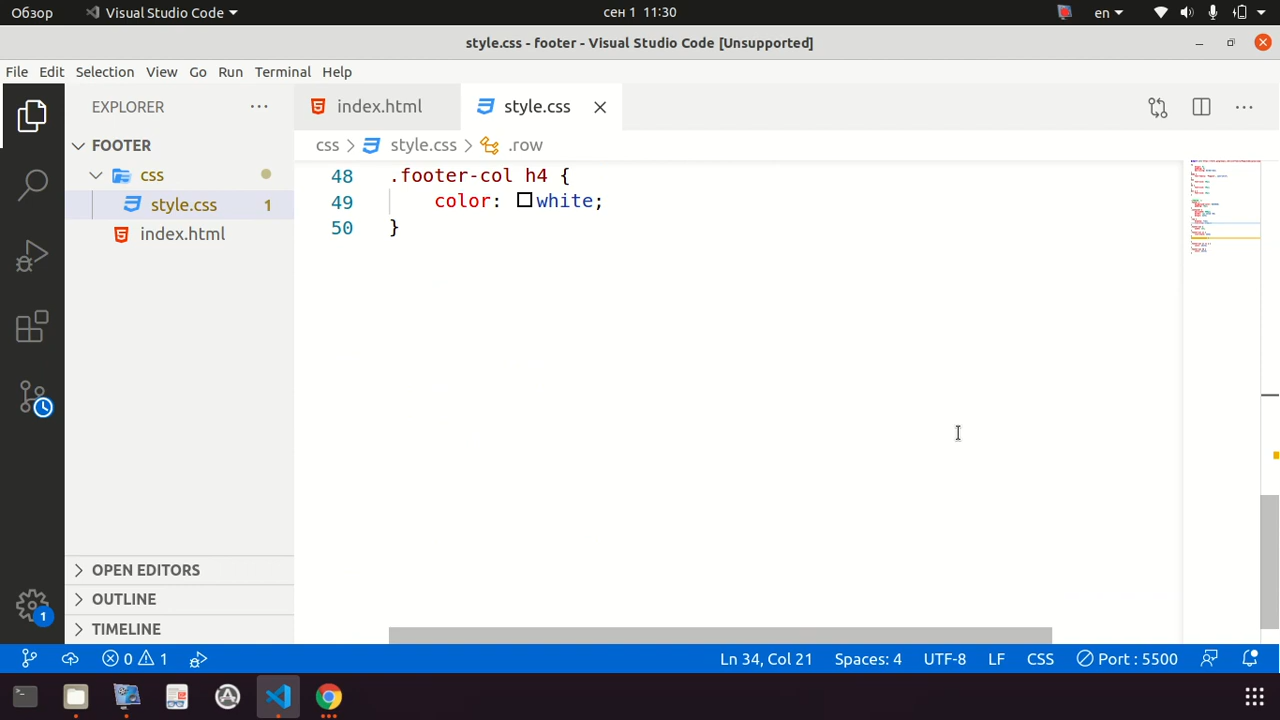 Обзор Visual Studio Code сен 1 11:30 en
style.css - footer - Visual Studio Code [Unsupported]
File Edit Selection View Go Run Terminal Help
EXPLORER index.html style.css
FOOTER css > style.css > .row
css
style.css 1
index.html
48 .footer-col h4 {
49 color: white;
50 }
OPEN EDITORS
OUTLINE
TIMELINE
1
0 1 Ln 34, Col 21 Spaces: 4 UTF-8 LF CSS Port : 5500